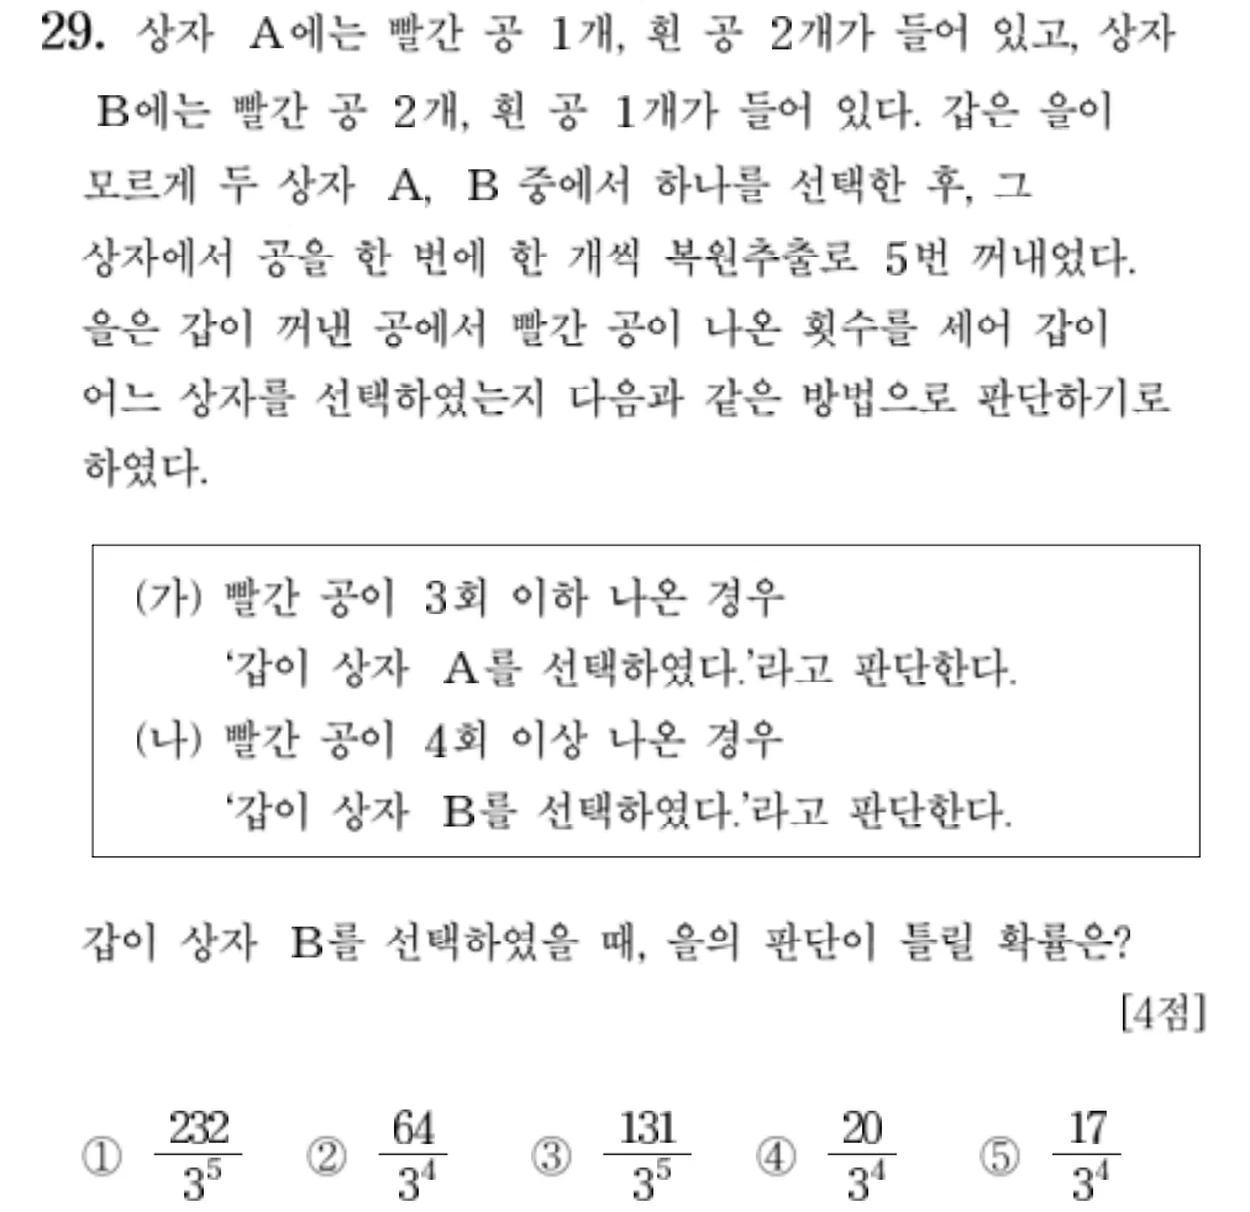 29. 상자 A에는 빨간 공 1개, 흰 공 2개가 들어 있고, 상자
B에는 빨간 공 2개, 흰 공 1개가 들어 있다. 갑은 을이
모르게 두 상자 A, B 중에서 하나를 선택한 후, 그
상자에서 공을 한 번에 한 개씩 복원추출로 5번 꺼내었다.
을은 갑이 꺼낸 공에서 빨간 공이 나온 횟수를 세어 갑이
어느 상자를 선택하였는지 다음과 같은 방법으로 판단하기로
하였다.
(가) 빨간 공이 3회 이하 나온 경우
‘갑이 상자 A를 선택하였다.’라고 판단한다.
(나) 빨간 공이 4회 이상 나온 경우
‘갑이 상자 B를 선택하였다.’라고 판단한다.
갑이 상자 B를 선택하였을 때, 을의 판단이 틀릴 확률은?
[4점]
① 232/3⁵ ② 64/3⁴ ③ 131/3⁵ ④ 20/3⁴ ⑤ 17/3⁴